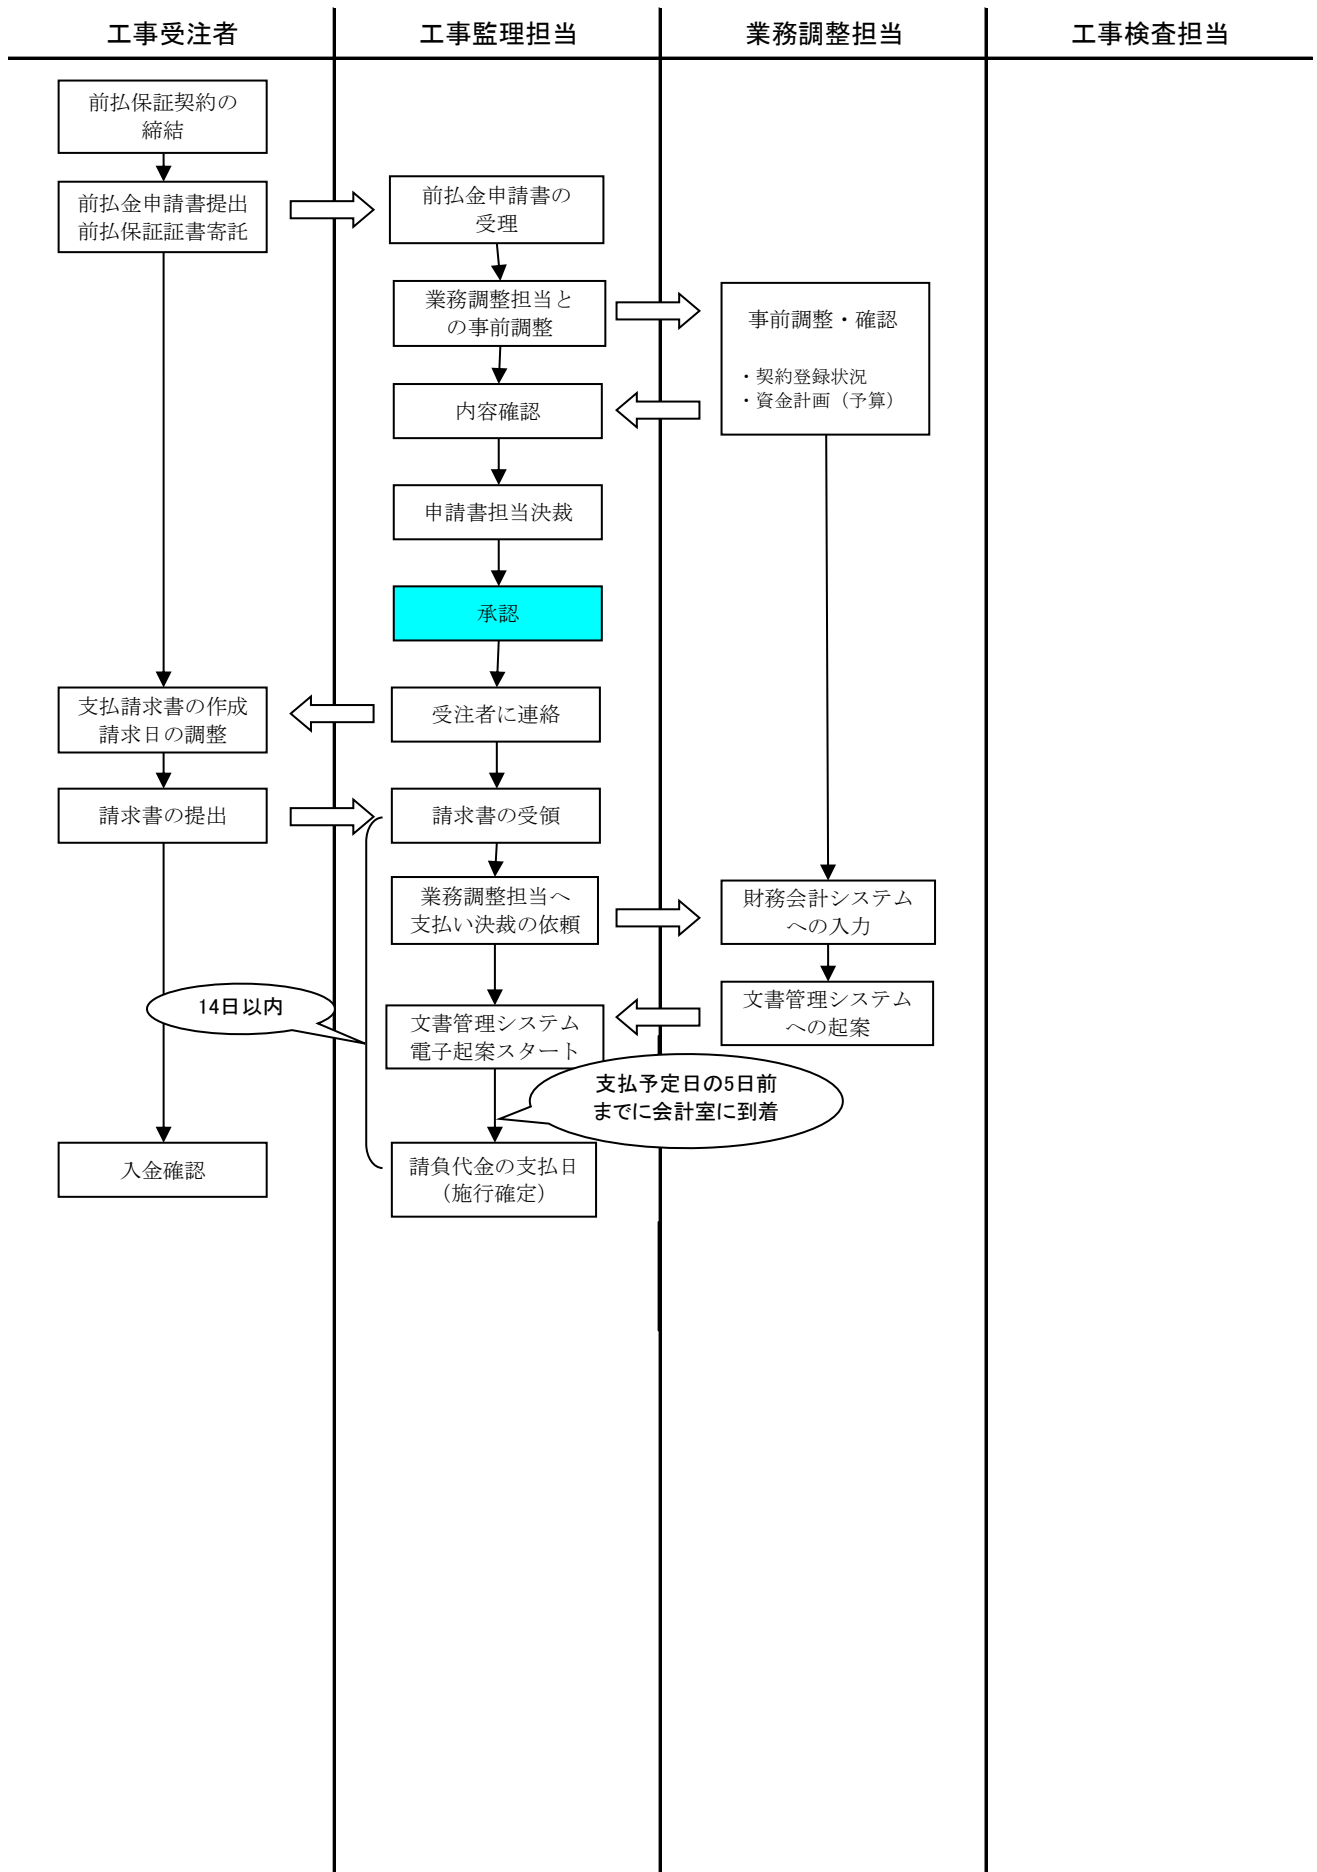 工事受注者
工事監理担当
業務調整担当
工事検査担当
前払保証契約の
締結
前払金申請書提出
前払保証証書寄託
前払金申請書の
受理
業務調整担当と
の事前調整
事前調整・確認
・契約登録状況
・資金計画（予算）
内容確認
申請書担当決裁
承認
支払請求書の作成
請求日の調整
受注者に連絡
請求書の提出
請求書の受領
業務調整担当へ
支払い決裁の依頼
財務会計システム
への入力
14日以内
文書管理システム
電子起案スタート
文書管理システム
への起案
支払予定日の5日前
までに会計室に到着
入金確認
請負代金の支払日
（施行確定）